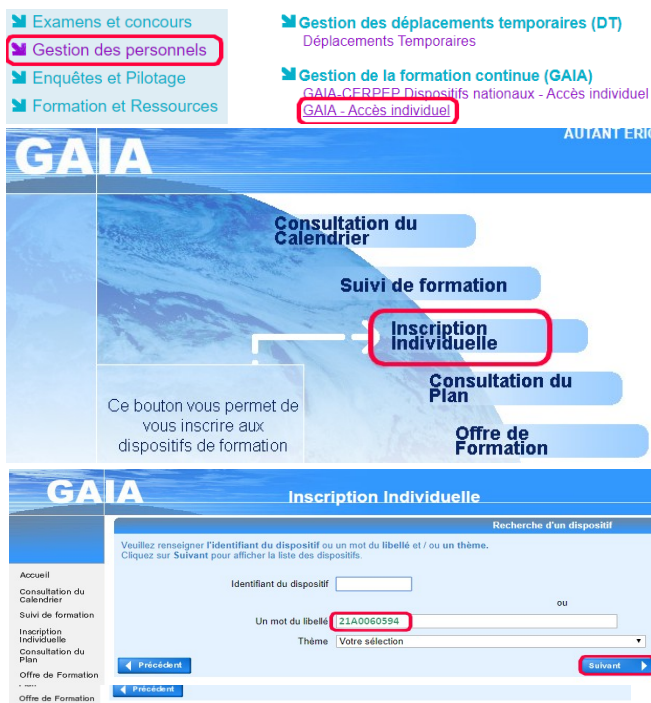 Examens et concours
Gestion des personnels
Enquêtes et Pilotage
Formation et Ressources
Gestion des déplacements temporaires (DT)
Déplacements Temporaires
Gestion de la formation continue (GAIA)
GAIA-CERPEP Dispositifs nationaux - Accès individuel
GAIA - Accès individuel
GAIA
AUTANT ERIC
Consultation du
Calendrier
Suivi de formation
Inscription
Individuelle
Consultation du
Plan
Offre de
Formation
Ce bouton vous permet de
vous inscrire aux
dispositifs de formation
GAIA
Inscription Individuelle
Recherche d'un dispositif
Veuillez renseigner l'identifiant du dispositif ou un mot du libellé et / ou un thème.
Cliquez sur Suivant pour afficher la liste des dispositifs.
Accueil
Consultation du
Calendrier
Suivi de formation
Inscription
Individuelle
Consultation du
Plan
Offre de Formation
Identifiant du dispositif
ou
Un mot du libellé 21A0060594
Thème Votre sélection
Précédent
Suivant
Offre de Formation
Précédent